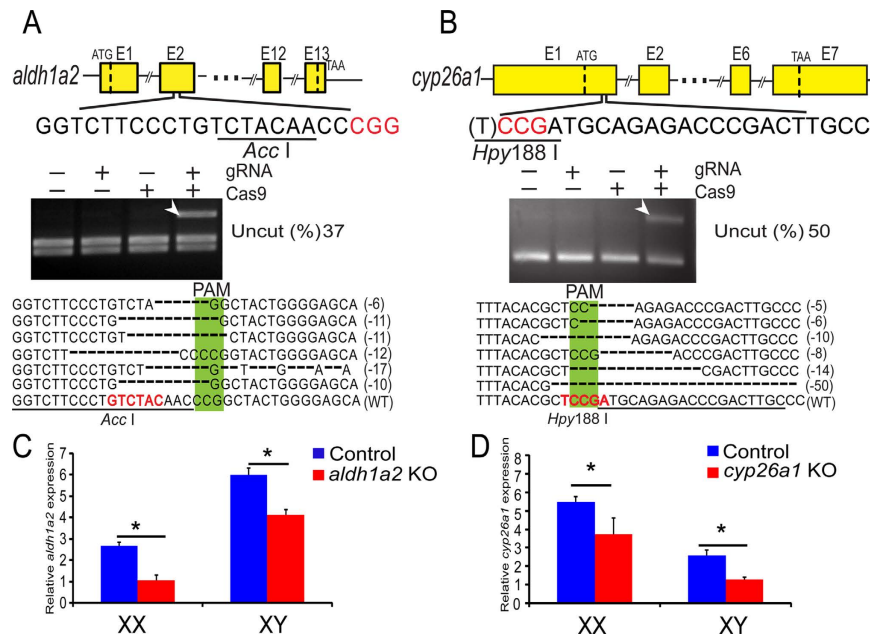 A
ATG E1 E2 E12 E13 TAA
aldh1a2
GGTCTTCCCTGTCTACAACCCGG
Acc I
– + – + gRNA
– – + + Cas9
Uncut (%) 37
PAM
GGTCTTCCCTGTCTA------GGCTACTGGGGAGCA (-6)
GGTCTTCCCTG-----------GCTACTGGGGAGCA (-11)
GGTCTTCCCTGT-----------CTACTGGGGAGCA (-11)
GGTCTT------------CCCCGGCTACTGGGGAGCA (-12)
GGTCTTCCCTGTCT-------G--T--G---A--A (-17)
GGTCTTCCCTG----------GGCTACTGGGGAGCA (-10)
GGTCTTCCCTGTCTACAACCCGGCTACTGGGGAGCA (WT)
Acc I
B
E1 ATG E2 E6 TAA E7
cyp26a1
(T)CCGATGCAGAGACCCGACTTGCC
Hpy188 I
– + – + gRNA
– – + + Cas9
Uncut (%) 50
PAM
TTTACACGCTCC-----AGAGACCCGACTTGCCC (-5)
TTTACACGCTC------AGAGACCCGACTTGCCC (-6)
TTTACAC----------AGAGACCCGACTTGCCC (-10)
TTTACACGCTCCG--------ACCCGACTTGCCC (-8)
TTTACACGCT--------------CGACTTGCCC (-14)
TTTACACG-------------------------- (-50)
TTTACACGCTCCGATGCAGAGACCCGACTTGCCC (WT)
Hpy188 I
C
Relative aldh1a2 expression
7
6
5
4
3
2
1
0
Control
aldh1a2 KO
*
*
XX XY
D
Relative cyp26a1 expression
8
7
6
5
4
3
2
1
0
Control
cyp26a1 KO
*
*
XX XY